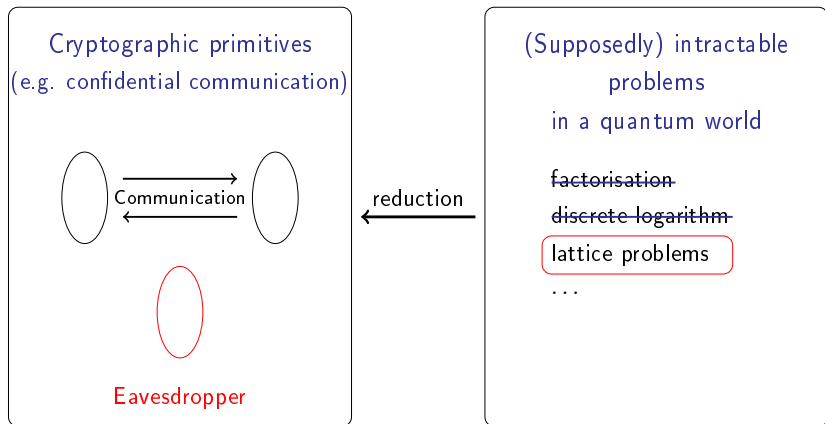 Cryptographic primitives
(e.g. confidential communication)
Communication
Eavesdropper
reduction
(Supposedly) intractable
problems
in a quantum world
factorisation
discrete logarithm
lattice problems
...